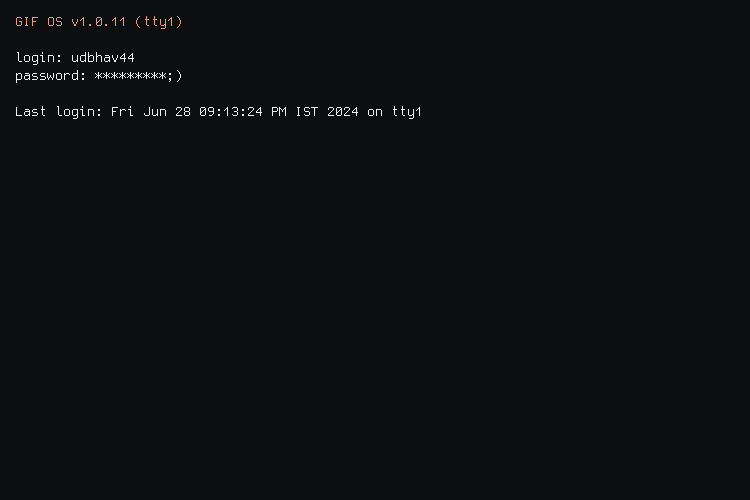 GIF OS v1.0.11 (tty1)
login: udbhav44
password: *********;)
Last login: Fri Jun 28 09:13:24 PM IST 2024 on tty1